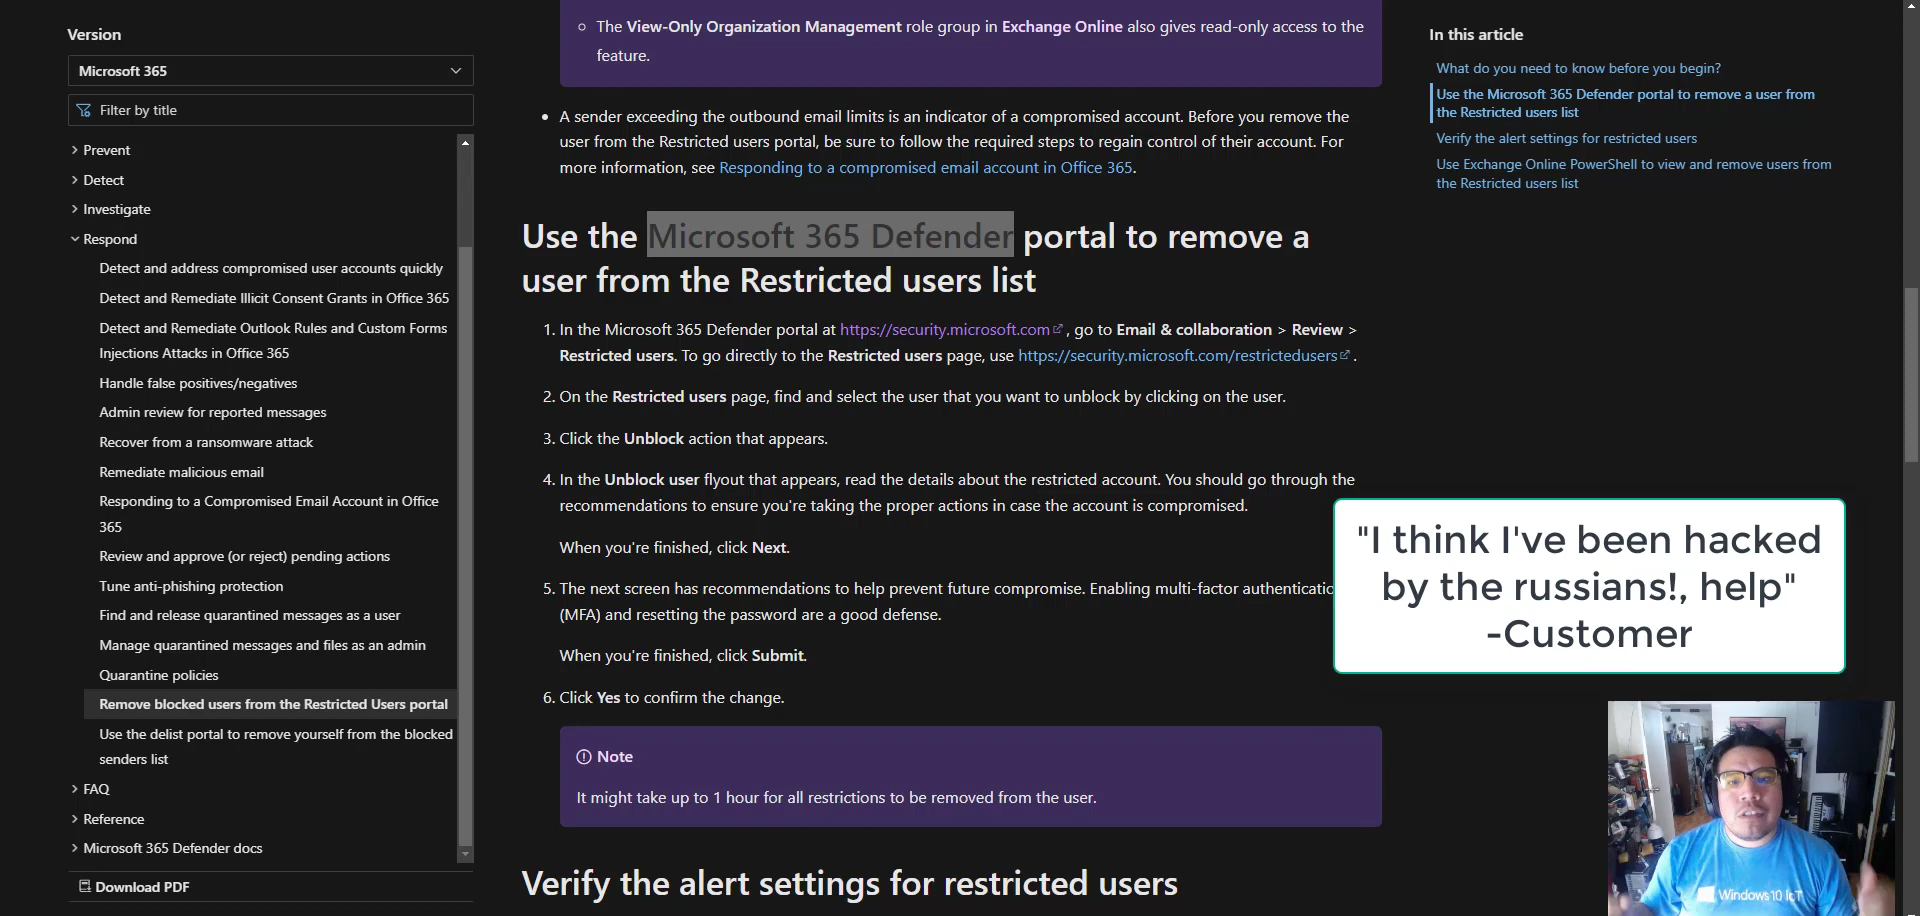 Version
Microsoft 365
Filter by title
Prevent
Detect
Investigate
Respond
Detect and address compromised user accounts quickly
Detect and Remediate Illicit Consent Grants in Office 365
Detect and Remediate Outlook Rules and Custom Forms
Injections Attacks in Office 365
Handle false positives/negatives
Admin review for reported messages
Recover from a ransomware attack
Remediate malicious email
Responding to a Compromised Email Account in Office
365
Review and approve (or reject) pending actions
Tune anti-phishing protection
Find and release quarantined messages as a user
Manage quarantined messages and files as an admin
Quarantine policies
Remove blocked users from the Restricted Users portal
Use the delist portal to remove yourself from the blocked
senders list
FAQ
Reference
Microsoft 365 Defender docs
Download PDF
The View-Only Organization Management role group in Exchange Online also gives read-only access to the
feature.
A sender exceeding the outbound email limits is an indicator of a compromised account. Before you remove the
user from the Restricted users portal, be sure to follow the required steps to regain control of their account. For
more information, see Responding to a compromised email account in Office 365.
Use the Microsoft 365 Defender portal to remove a
user from the Restricted users list
1. In the Microsoft 365 Defender portal at https://security.microsoft.com , go to Email & collaboration > Review >
Restricted users. To go directly to the Restricted users page, use https://security.microsoft.com/restrictedusers .
2. On the Restricted users page, find and select the user that you want to unblock by clicking on the user.
3. Click the Unblock action that appears.
4. In the Unblock user flyout that appears, read the details about the restricted account. You should go through the
recommendations to ensure you're taking the proper actions in case the account is compromised.
When you're finished, click Next.
5. The next screen has recommendations to help prevent future compromise. Enabling multi-factor authenticatio
(MFA) and resetting the password are a good defense.
When you're finished, click Submit.
6. Click Yes to confirm the change.
Note
It might take up to 1 hour for all restrictions to be removed from the user.
Verify the alert settings for restricted users
In this article
What do you need to know before you begin?
Use the Microsoft 365 Defender portal to remove a user from
the Restricted users list
Verify the alert settings for restricted users
Use Exchange Online PowerShell to view and remove users from
the Restricted users list
"I think I've been hacked
by the russians!, help"
-Customer
Windows 10 IoT